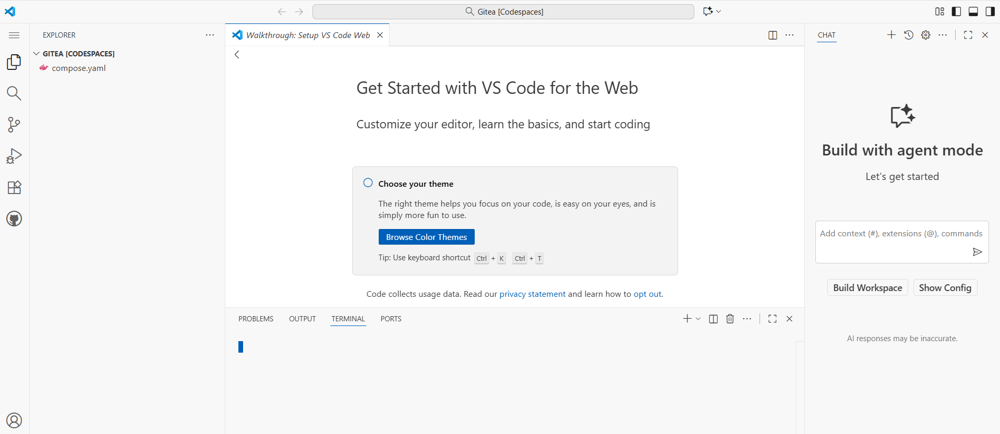 Gitea [Codespaces]
EXPLORER
GITEA [CODESPACES]
compose.yaml
Walkthrough: Setup VS Code Web
Get Started with VS Code for the Web
Customize your editor, learn the basics, and start coding
Choose your theme
The right theme helps you focus on your code, is easy on your eyes, and is
simply more fun to use.
Browse Color Themes
Tip: Use keyboard shortcut Ctrl + K Ctrl + T
Code collects usage data. Read our privacy statement and learn how to opt out.
PROBLEMS OUTPUT TERMINAL PORTS
CHAT
Build with agent mode
Let's get started
Add context (#), extensions (@), commands
Build Workspace Show Config
AI responses may be inaccurate.